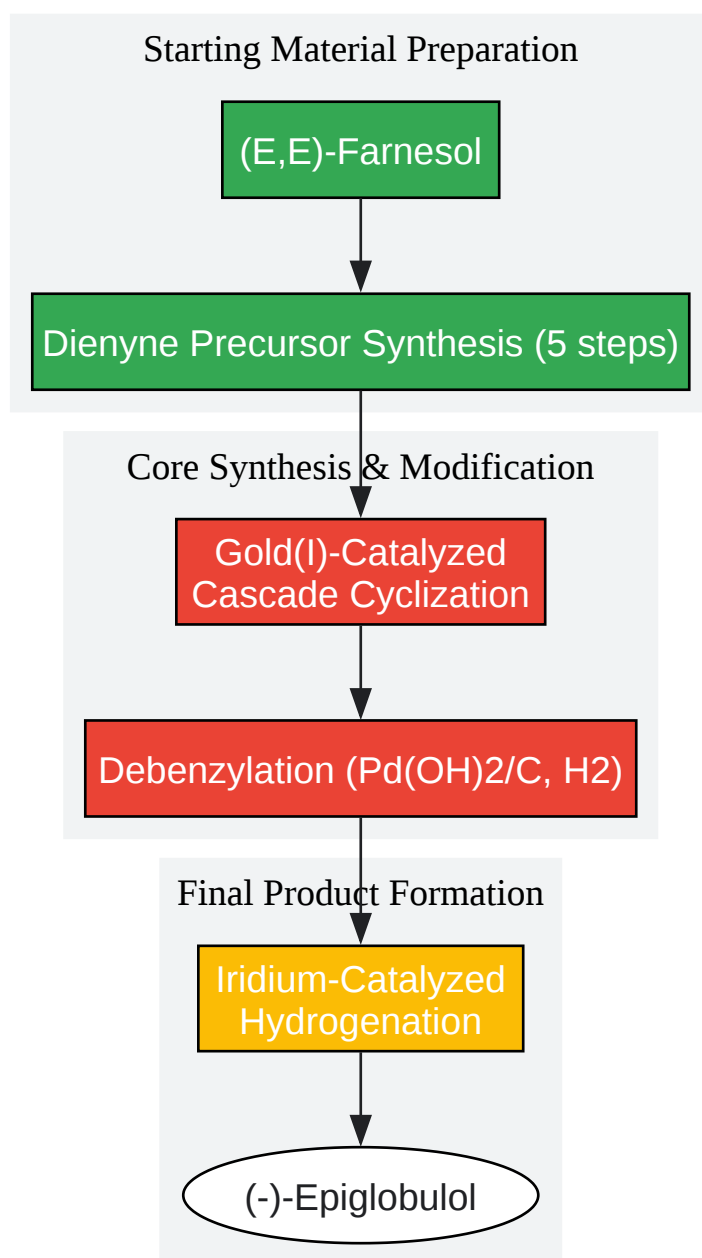 Starting Material Preparation
(E,E)-Farnesol
Dienyne Precursor Synthesis (5 steps)
Core Synthesis & Modification
Gold(I)-Catalyzed
Cascade Cyclization
Debenzylation (Pd(OH)2/C, H2)
Final Product Formation
Iridium-Catalyzed
Hydrogenation
(-)-Epiglobulol